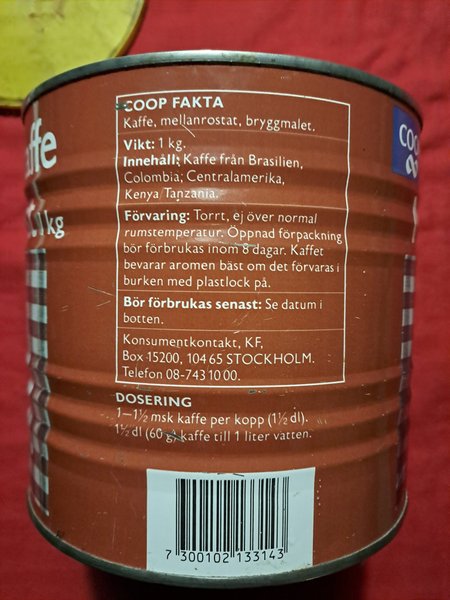 COOP FAKTA
Kaffe, mellanrostat, bryggmalet.
Vikt: 1 kg.
Innehåll: Kaffe från Brasilien,
Colombia, Centralamerika,
Kenya Tanzania.
Förvaring: Torrt, ej över normal
rumstemperatur. Öppnad förpackning
bör förbrukas inom 8 dagar. Kaffet
bevarar aromen bäst om det förvaras i
burken med plastlock på.
Bör förbrukas senast: Se datum i
botten.
Konsumentkontakt, KF,
Box 15200, 104 65 STOCKHOLM.
Telefon 08-743 10 00.
DOSERING
1–1½ msk kaffe per kopp (1½ dl).
1½ dl (60 g) kaffe till 1 liter vatten.
7 300102 133143
affe
1 kg
COO